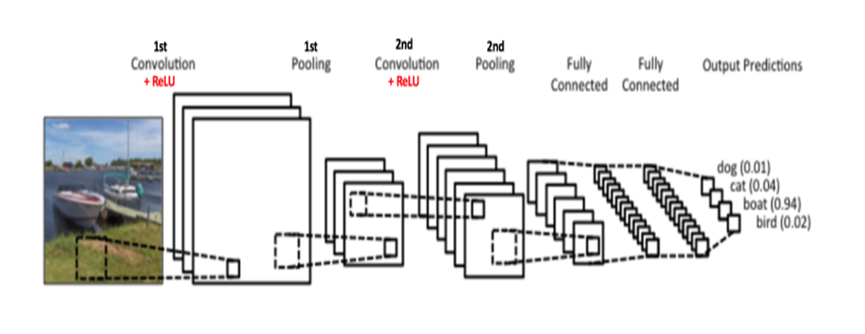 1st
Convolution
+ ReLU
1st
Pooling
2nd
Convolution
+ ReLU
2nd
Pooling
Fully
Connected
Fully
Connected
Output Predictions
dog (0.01)
cat (0.04)
boat (0.94)
bird (0.02)